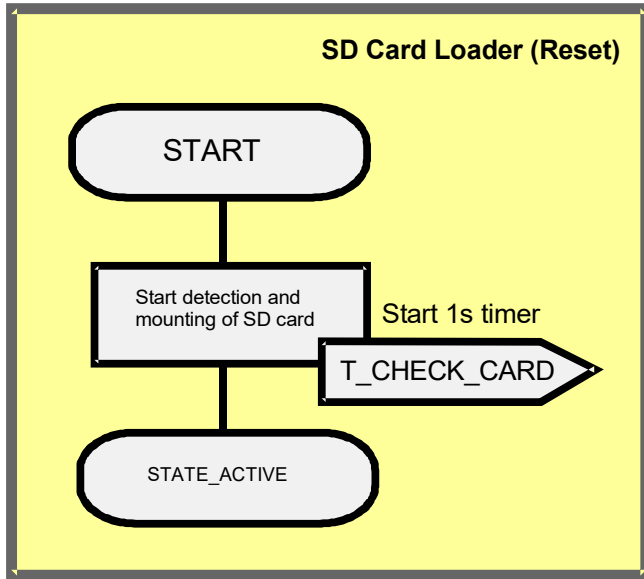 SD Card Loader (Reset)
START
Start detection and
mounting of SD card
Start 1s timer
T_CHECK_CARD
STATE_ACTIVE